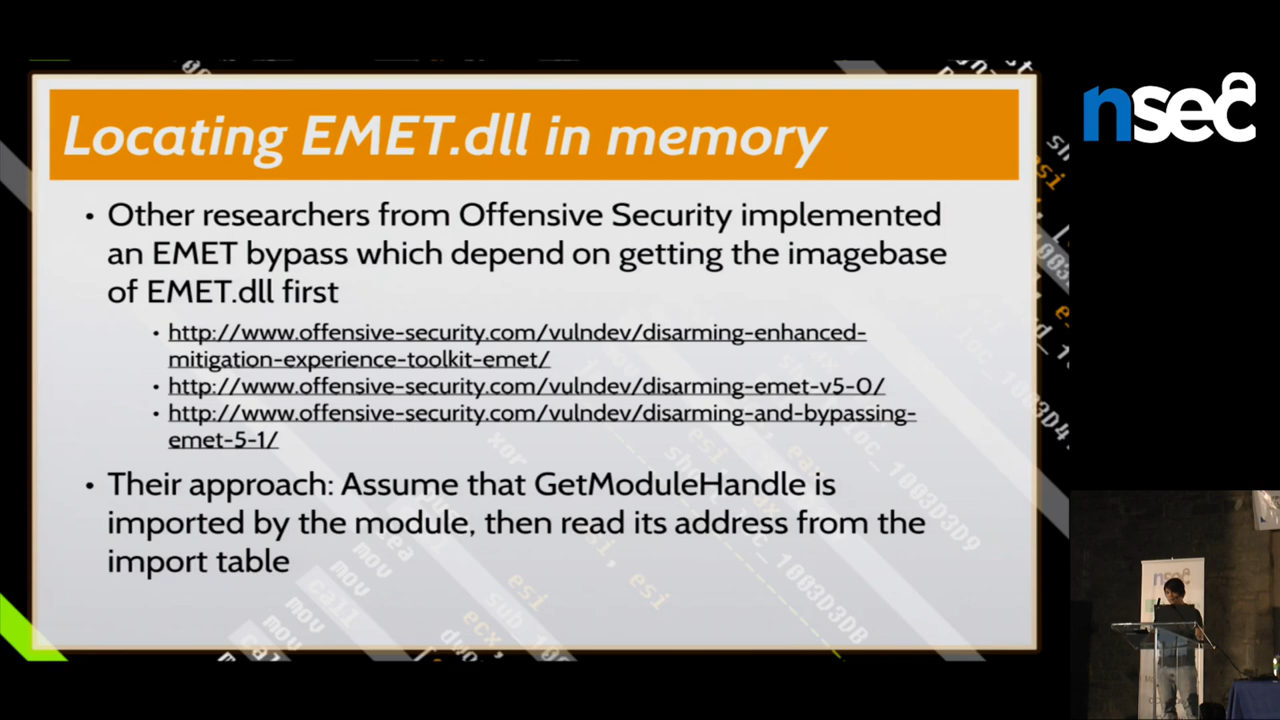 Locating EMET.dll in memory
nsec
• Other researchers from Offensive Security implemented
an EMET bypass which depend on getting the imagebase
of EMET.dll first
• http://www.offensive-security.com/vulndev/disarming-enhanced-
mitigation-experience-toolkit-emet/
• http://www.offensive-security.com/vulndev/disarming-emet-v5-0/
• http://www.offensive-security.com/vulndev/disarming-and-bypassing-
emet-5-1/
• Their approach: Assume that GetModuleHandle is
imported by the module, then read its address from the
import table